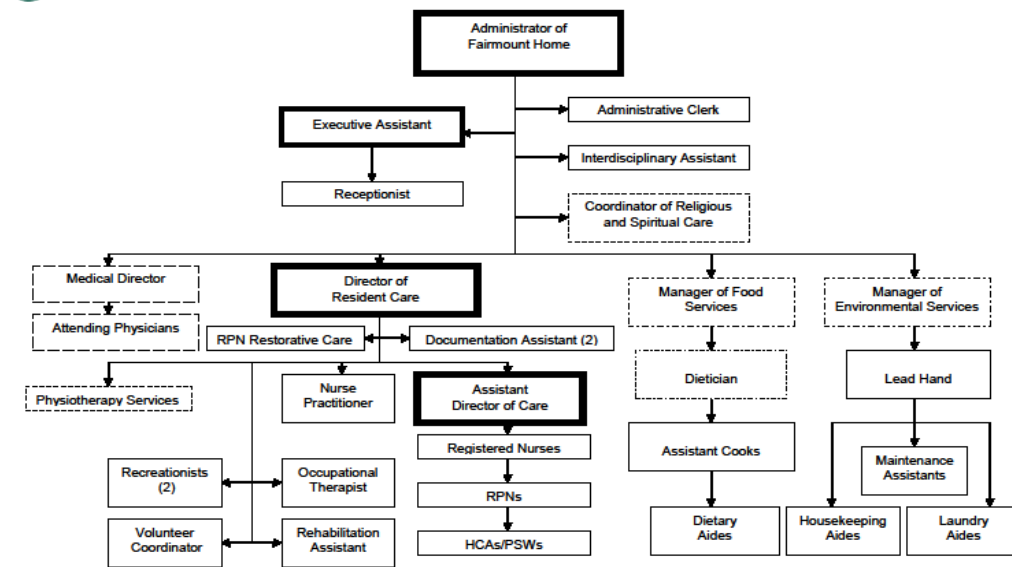 Administrator of
Fairmount Home
Administrative Clerk
Executive Assistant
Interdisciplinary Assistant
Receptionist
Coordinator of Religious
and Spiritual Care
Medical Director
Director of
Resident Care
Manager of Food
Services
Manager of
Environmental Services
Attending Physicians
RPN Restorative Care
Documentation Assistant (2)
Physiotherapy Services
Nurse
Practitioner
Assistant
Director of Care
Dietician
Lead Hand
Registered Nurses
Assistant Cooks
Maintenance
Assistants
Recreationists
(2)
Occupational
Therapist
RPNs
Volunteer
Coordinator
Rehabilitation
Assistant
HCAs/PSWs
Dietary
Aides
Housekeeping
Aides
Laundry
Aides